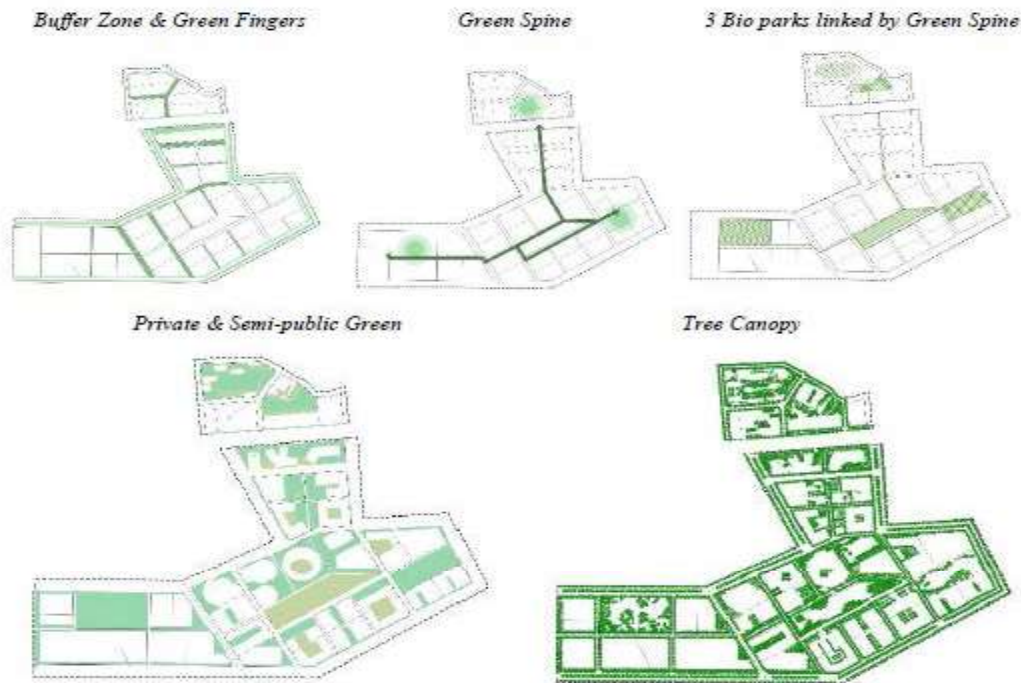 Buffer Zone & Green Fingers
Green Spine
3 Bio parks linked by Green Spine
Private & Semi-public Green
Tree Canopy